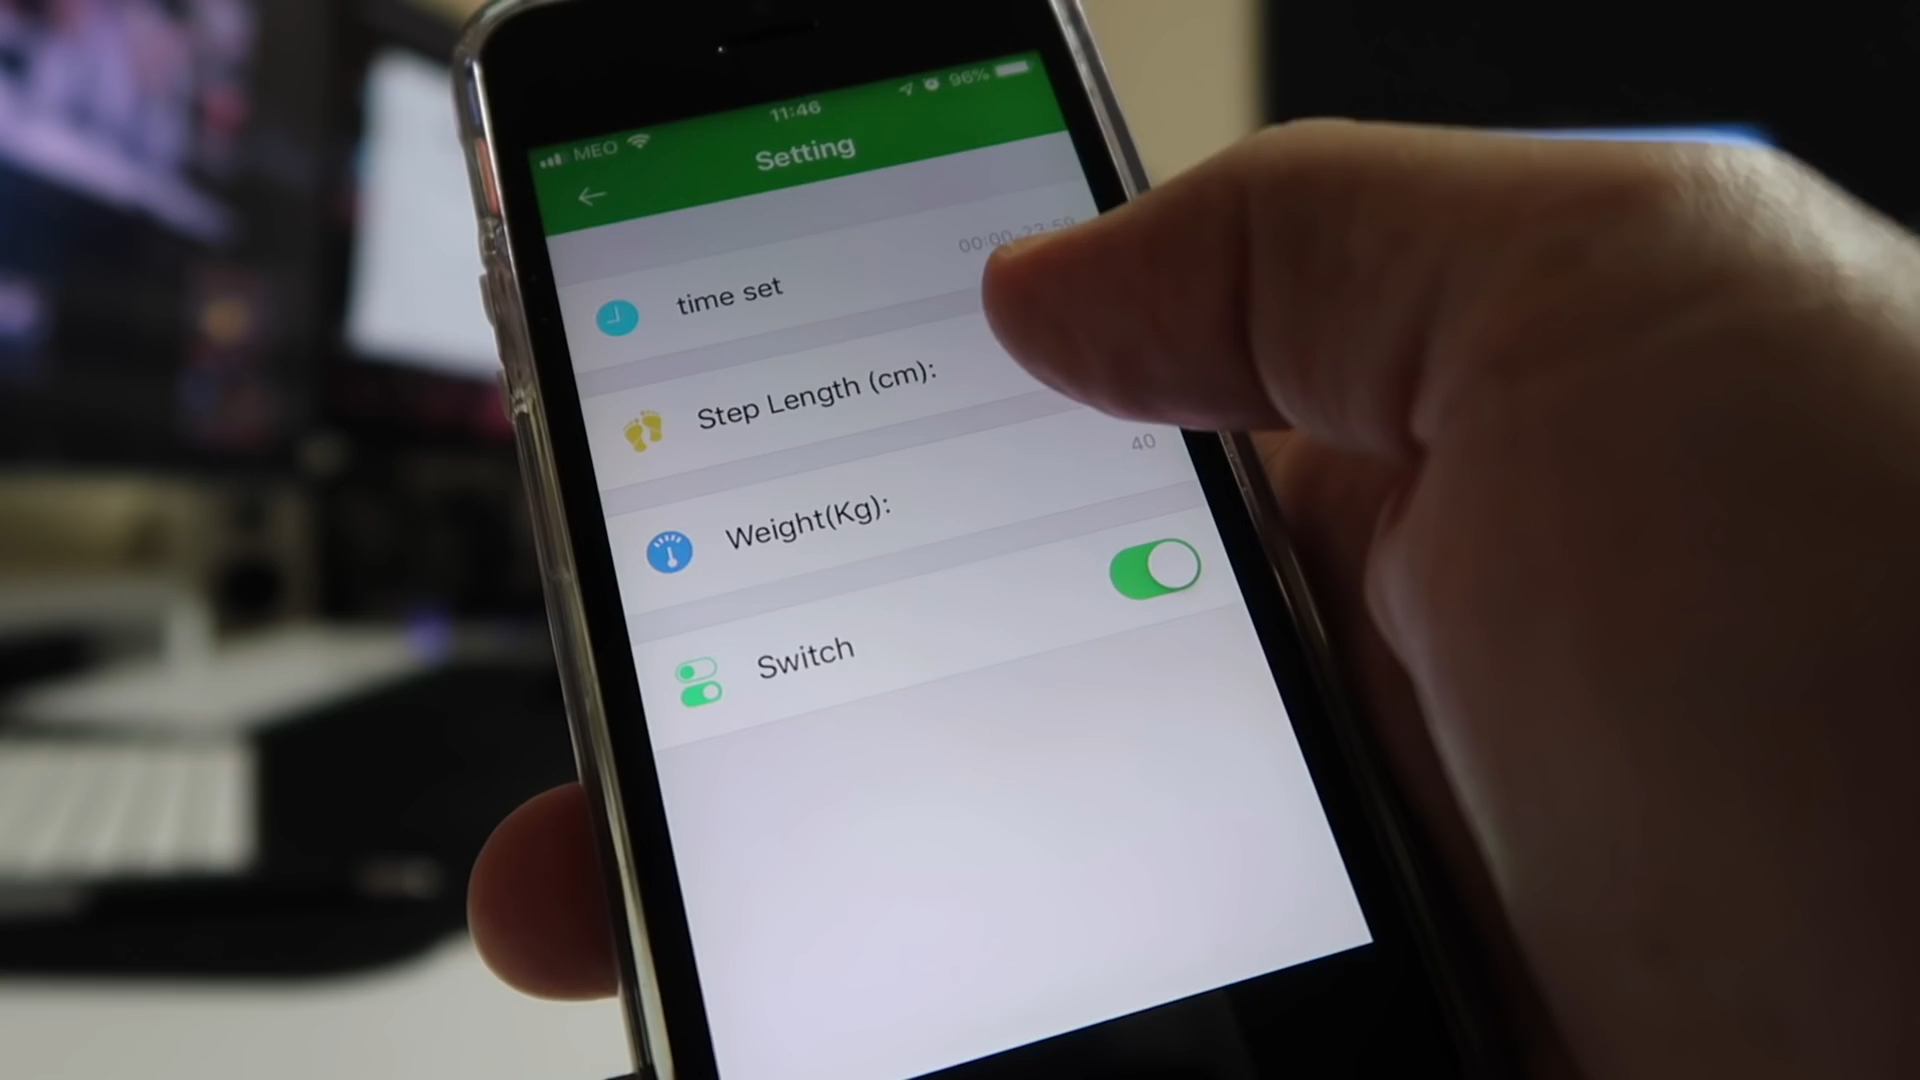 MEO 11:46 96%
Setting
time set 00:00-23:59
Step Length (cm):
Weight(Kg): 40
Switch